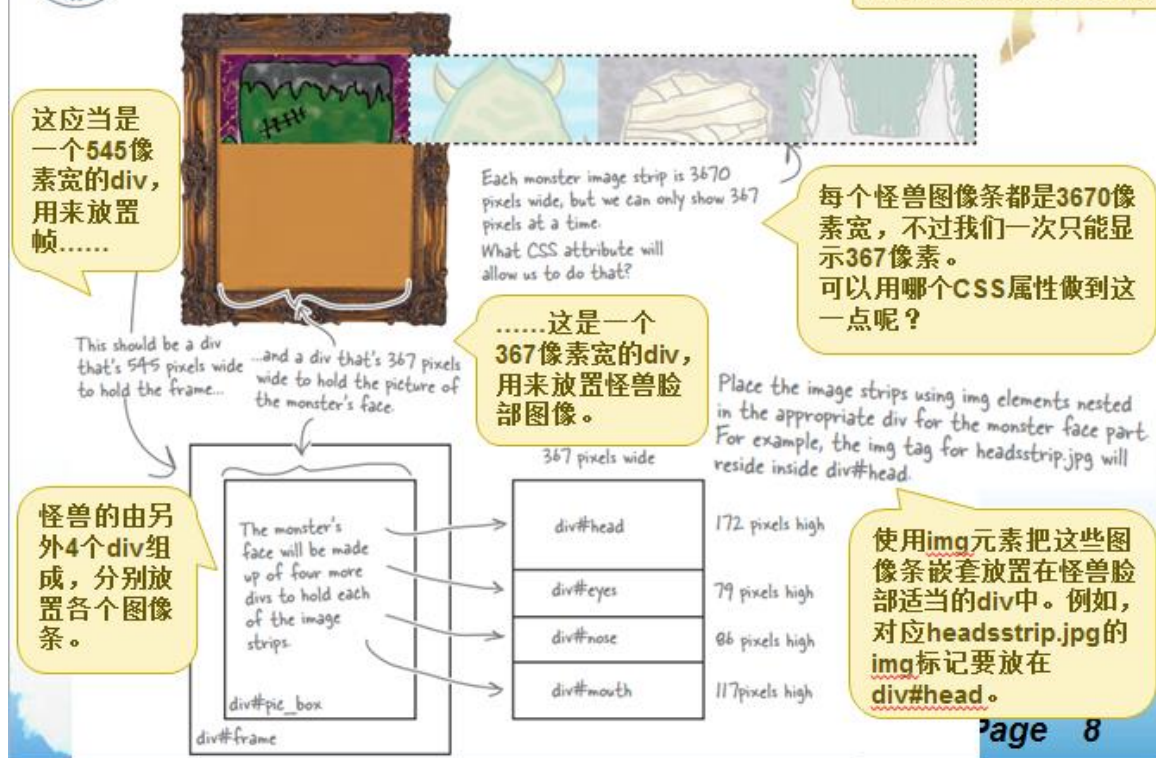 这应当是
一个545像
素宽的div，
用来放置
帧……
Each monster image strip is 3670
pixels wide, but we can only show 367
pixels at a time.
What CSS attribute will
allow us to do that?
每个怪兽图像条都是3670像
素宽，不过我们一次只能显
示367像素。
可以用哪个CSS属性做到这
一点呢？
This should be a div
that's 545 pixels wide
to hold the frame...
...and a div that's 367 pixels
wide to hold the picture of
the monster's face.
……这是一个
367像素宽的div，
用来放置怪兽脸
部图像。
Place the image strips using img elements nested
in the appropriate div for the monster face part
For example, the img tag for headsstrip.jpg will
reside inside div#head.
怪兽的由另
外4个div组
成，分别放
置各个图像
条。
The monster's
face will be made
up of four more
divs to hold each
of the image
strips.
div#pic_box
div#frame
367 pixels wide
div#head
172 pixels high
div#eyes
79 pixels high
div#nose
86 pixels high
div#mouth
117pixels high
使用img元素把这些图
像条嵌套放置在怪兽脸
部适当的div中。例如，
对应headsstrip.jpg的
img标记要放在
div#head。
Page 8